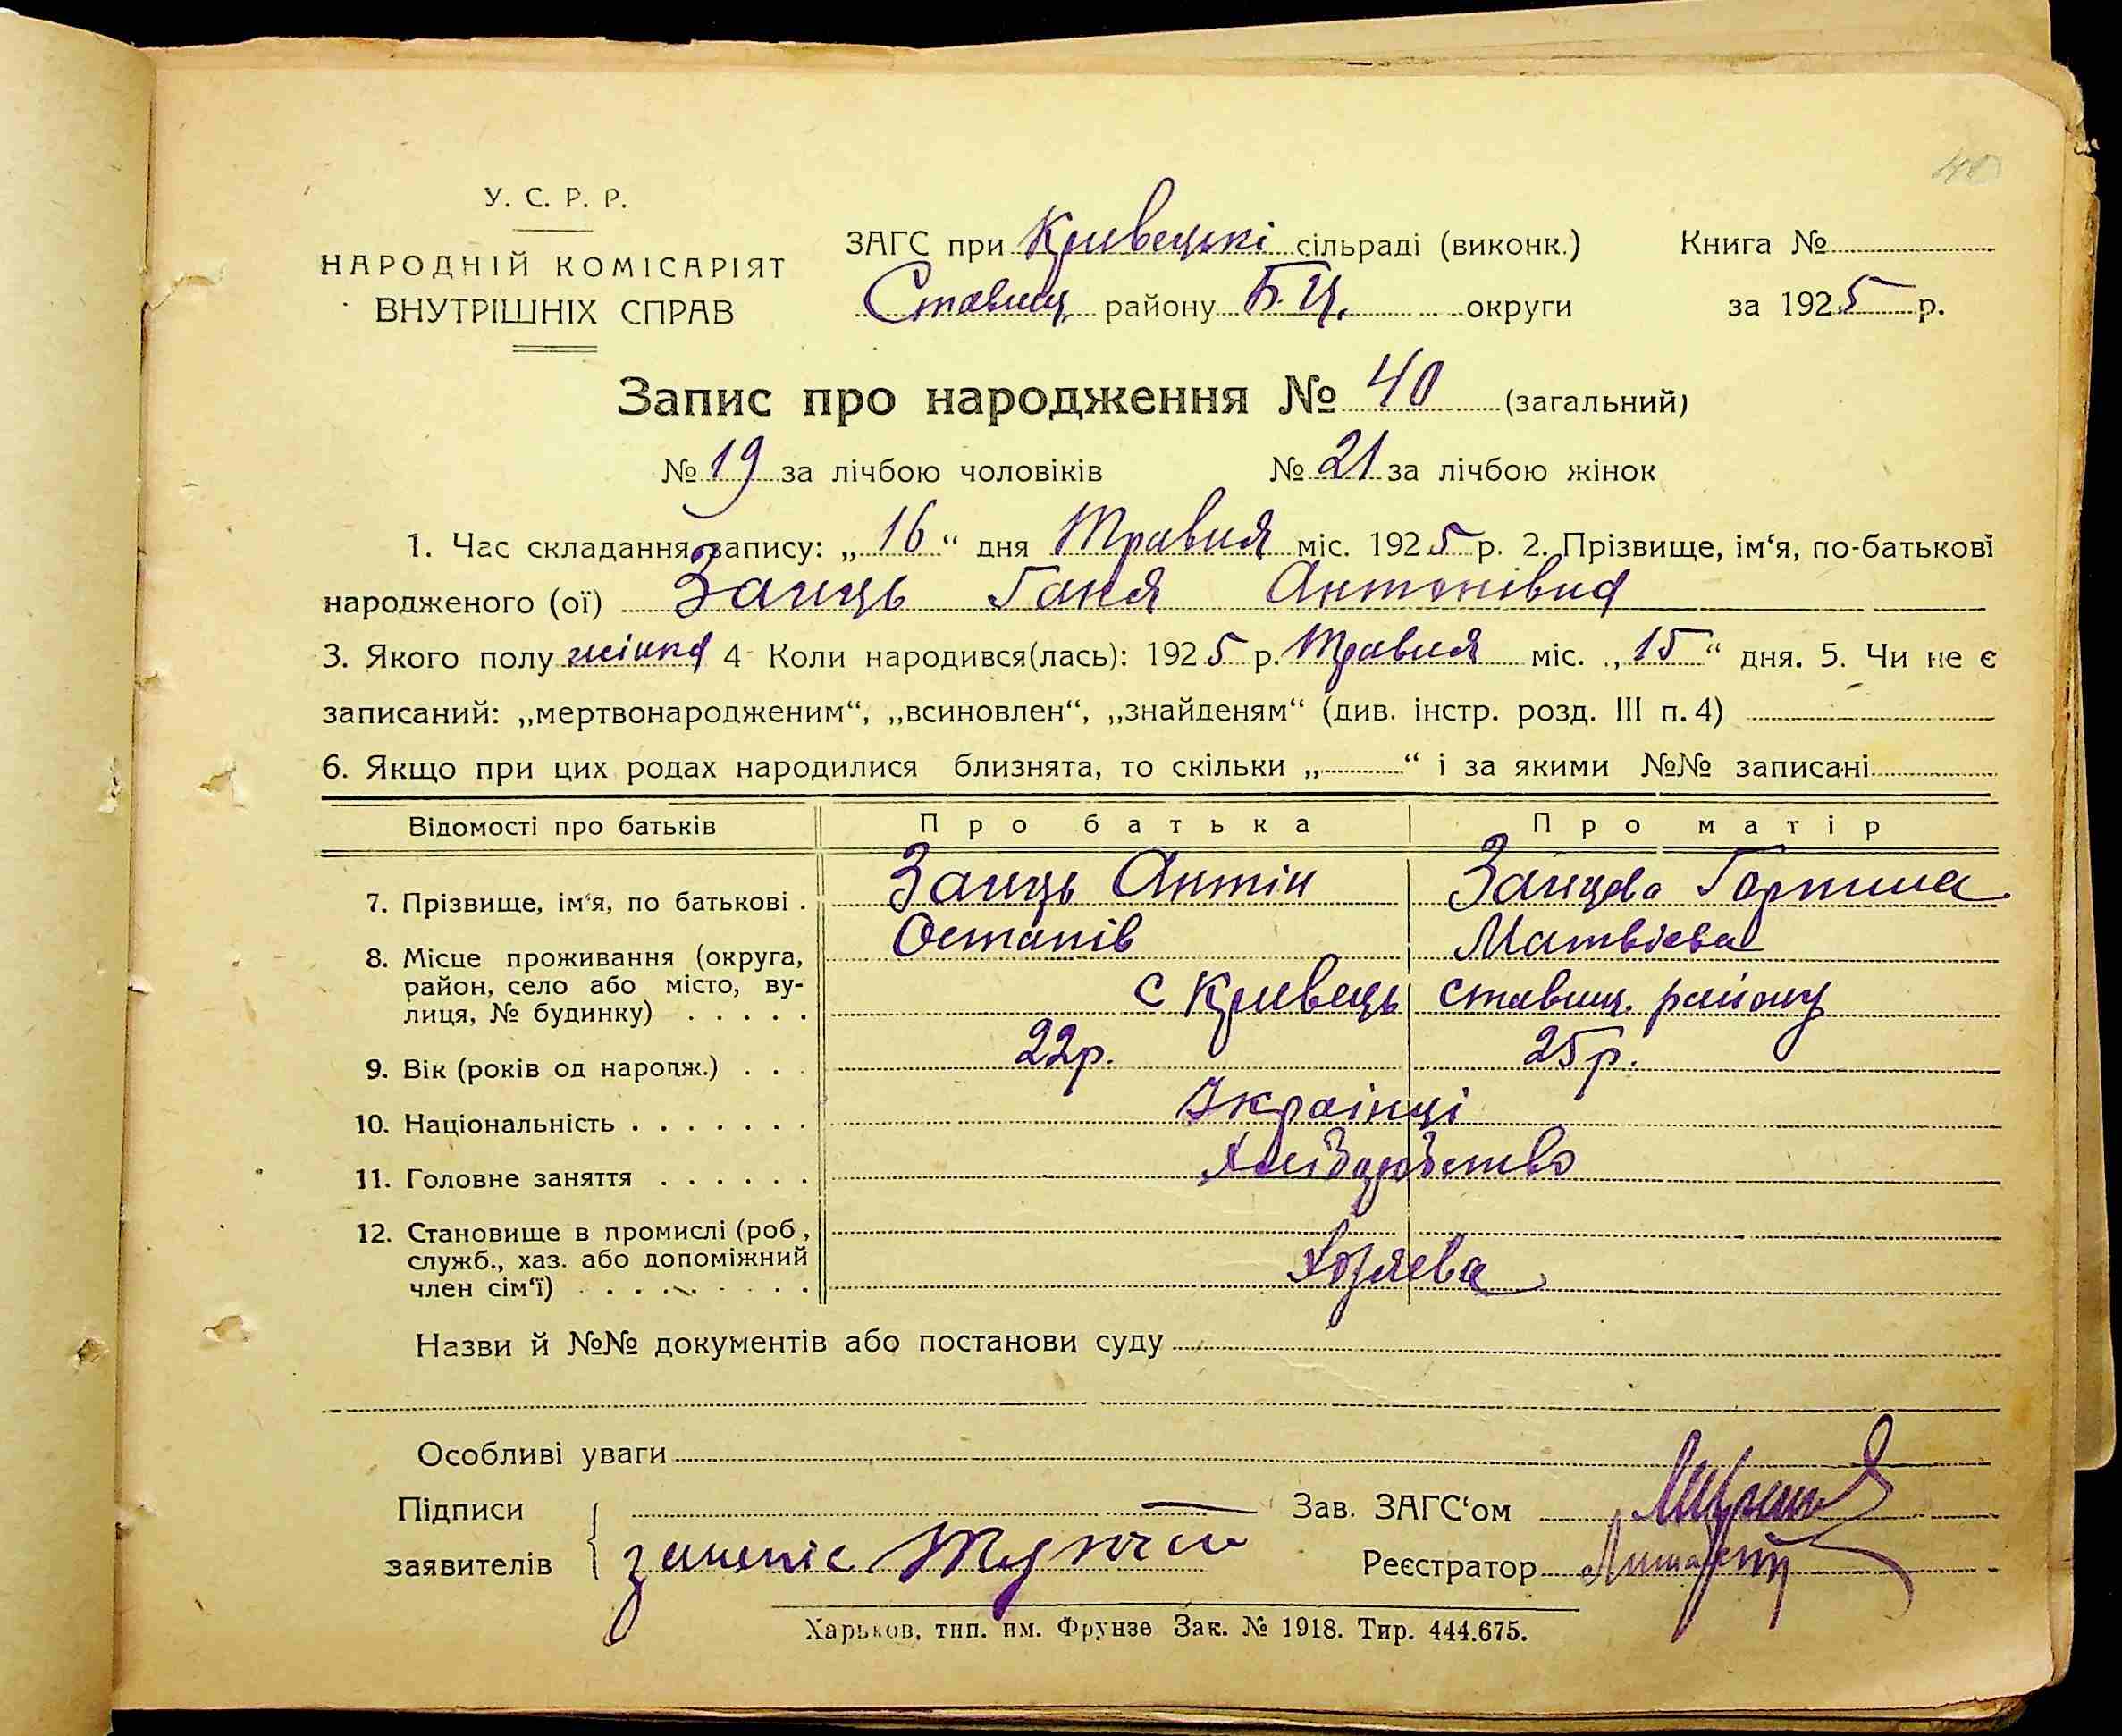 40
У. С. Р. Р.
НАРОДНІЙ КОМІСАРІЯТ
ВНУТРІШНІХ СПРАВ
ЗАГС при Кривецькі сільраді (виконк.)
Ставищ району Б.Ц. округи
Книга №
за 1925 р.
Запис про народження № 40 (загальний)
№ 19 за лічбою чоловіків № 21 за лічбою жінок
1. Час складання запису: „ 16 “ дня Травня міс. 1925 р. 2. Прізвище, ім‘я, по-батькові
народженого (ої) Заиць Ганя Антонівна
3. Якого полу жінка 4 Коли народився(лась): 1925 р. Травня міс. „ 15 “ дня. 5. Чи не є
записаний: „мертвонародженим“, „всиновлен“, „знайденям“ (див. інстр. розд. III п. 4)
6. Якщо при цих родах народилися близнята, то скільки „ “ і за якими №№ записані
Відомості про батьків Про батька Про матір
7. Прізвище, ім‘я, по батькові . Заиць Антін Заицева Горпина
Остапів Матвієва
8. Місце проживання (округа,
район, село або місто, ву-
лиця, № будинку) . . . . . с Кривець ставищ. району
9. Вік (років од народж.) . . . 22р. 25р.
10. Національність . . . . . . . Українці
11. Головне заняття . . . . . . Хліборобство
12. Становище в промислі (роб,
служб., хаз. або допоміжний
член сім‘ї) . . . . . . . . Хозяева
Назви й №№ документів або постанови суду
Особливі уваги
Підписи
заявителів
Зав. ЗАГС‘ом
Реєстратор
Харьков, тип. им. Фрунзе Зак. № 1918. Тир. 444.675.